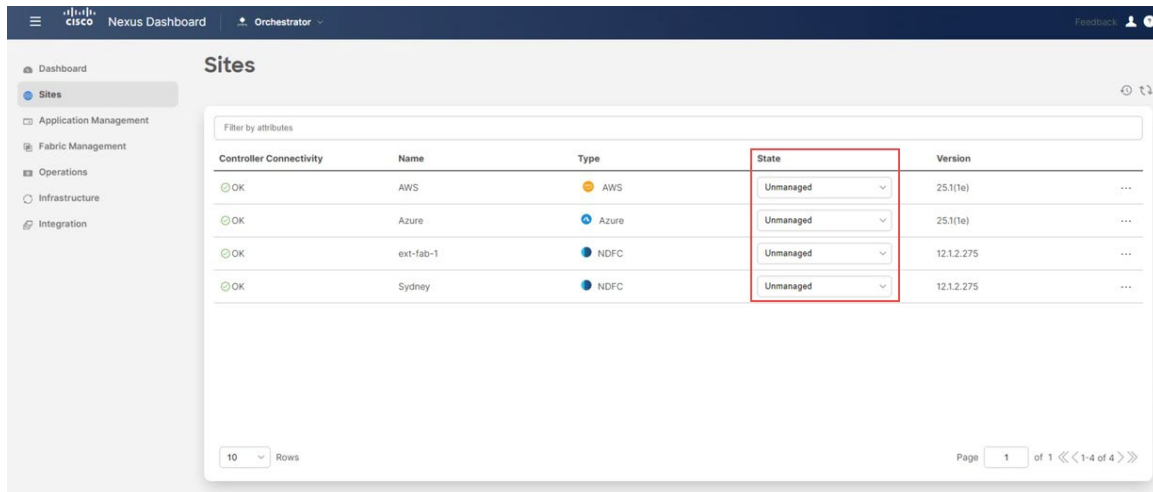 CISCO Nexus Dashboard Orchestrator Feedback
Dashboard
Sites
Application Management
Fabric Management
Operations
Infrastructure
Integration
Sites
Filter by attributes
Controller Connectivity Name Type State Version
OK AWS AWS Unmanaged 25.1(1e) ...
OK Azure Azure Unmanaged 25.1(1e) ...
OK ext-fab-1 NDFC Unmanaged 12.1.2.275 ...
OK Sydney NDFC Unmanaged 12.1.2.275 ...
10 Rows Page 1 of 1 1-4 of 4